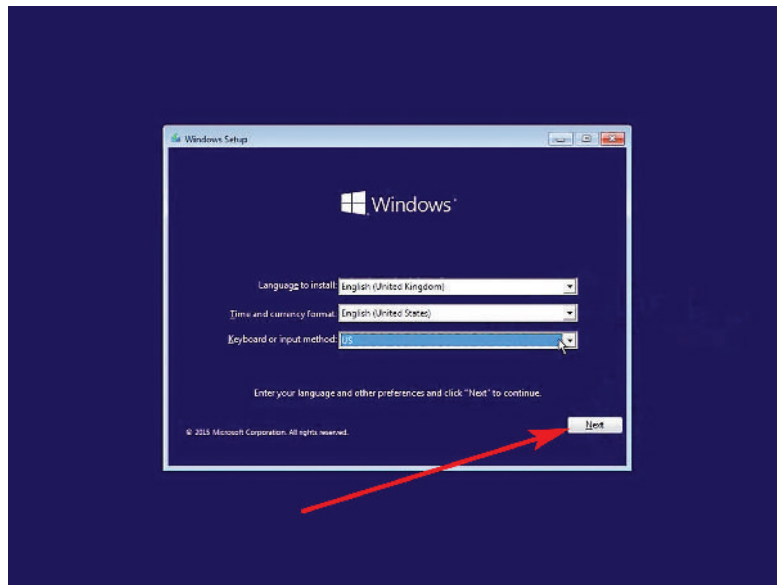 Windows Setup
Windows
Language to install: English (United Kingdom)
Time and currency format: English (United States)
Keyboard or input method: US
Enter your language and other preferences and click "Next" to continue.
© 2015 Microsoft Corporation. All rights reserved.
Next